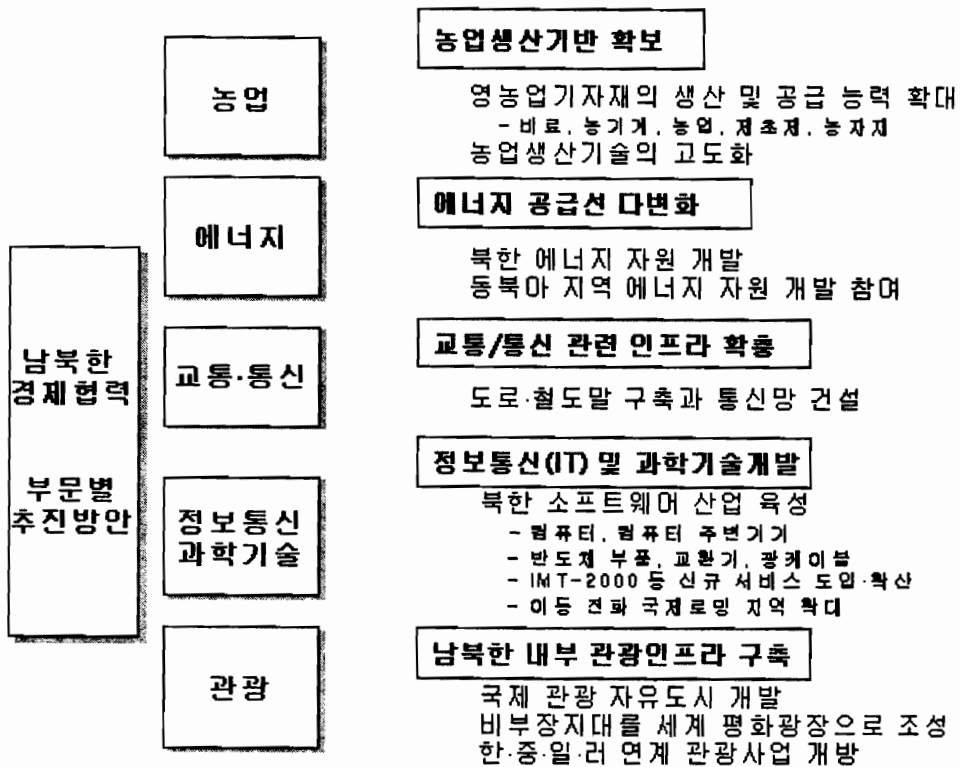 남북한
경제협력
부문별
추진방안
농업
농업생산기반 확보
영농업기자재의 생산 및 공급 능력 확대
- 비료, 농기계, 농업, 제초제, 농자재
농업생산기술의 고도화
에너지
에너지 공급선 다변화
북한 에너지 자원 개발
동북아 지역 에너지 자원 개발 참여
교통·통신
교통/통신 관련 인프라 확충
도로·철도말 구축과 통신망 건설
정보통신
과학기술
정보통신(IT) 및 과학기술개발
북한 소프트웨어 산업 육성
- 컴퓨터, 컴퓨터 주변기기
- 반도체 부품, 교환기, 광케이블
- IMT-2000 등 신규 서비스 도입·확산
- 이동 전화 국제로밍 지역 확대
관광
남북한 내부 관광인프라 구축
국제 관광 자유도시 개발
비부장지대를 세계 평화광장으로 조성
한·중·일·러 연계 관광사업 개방